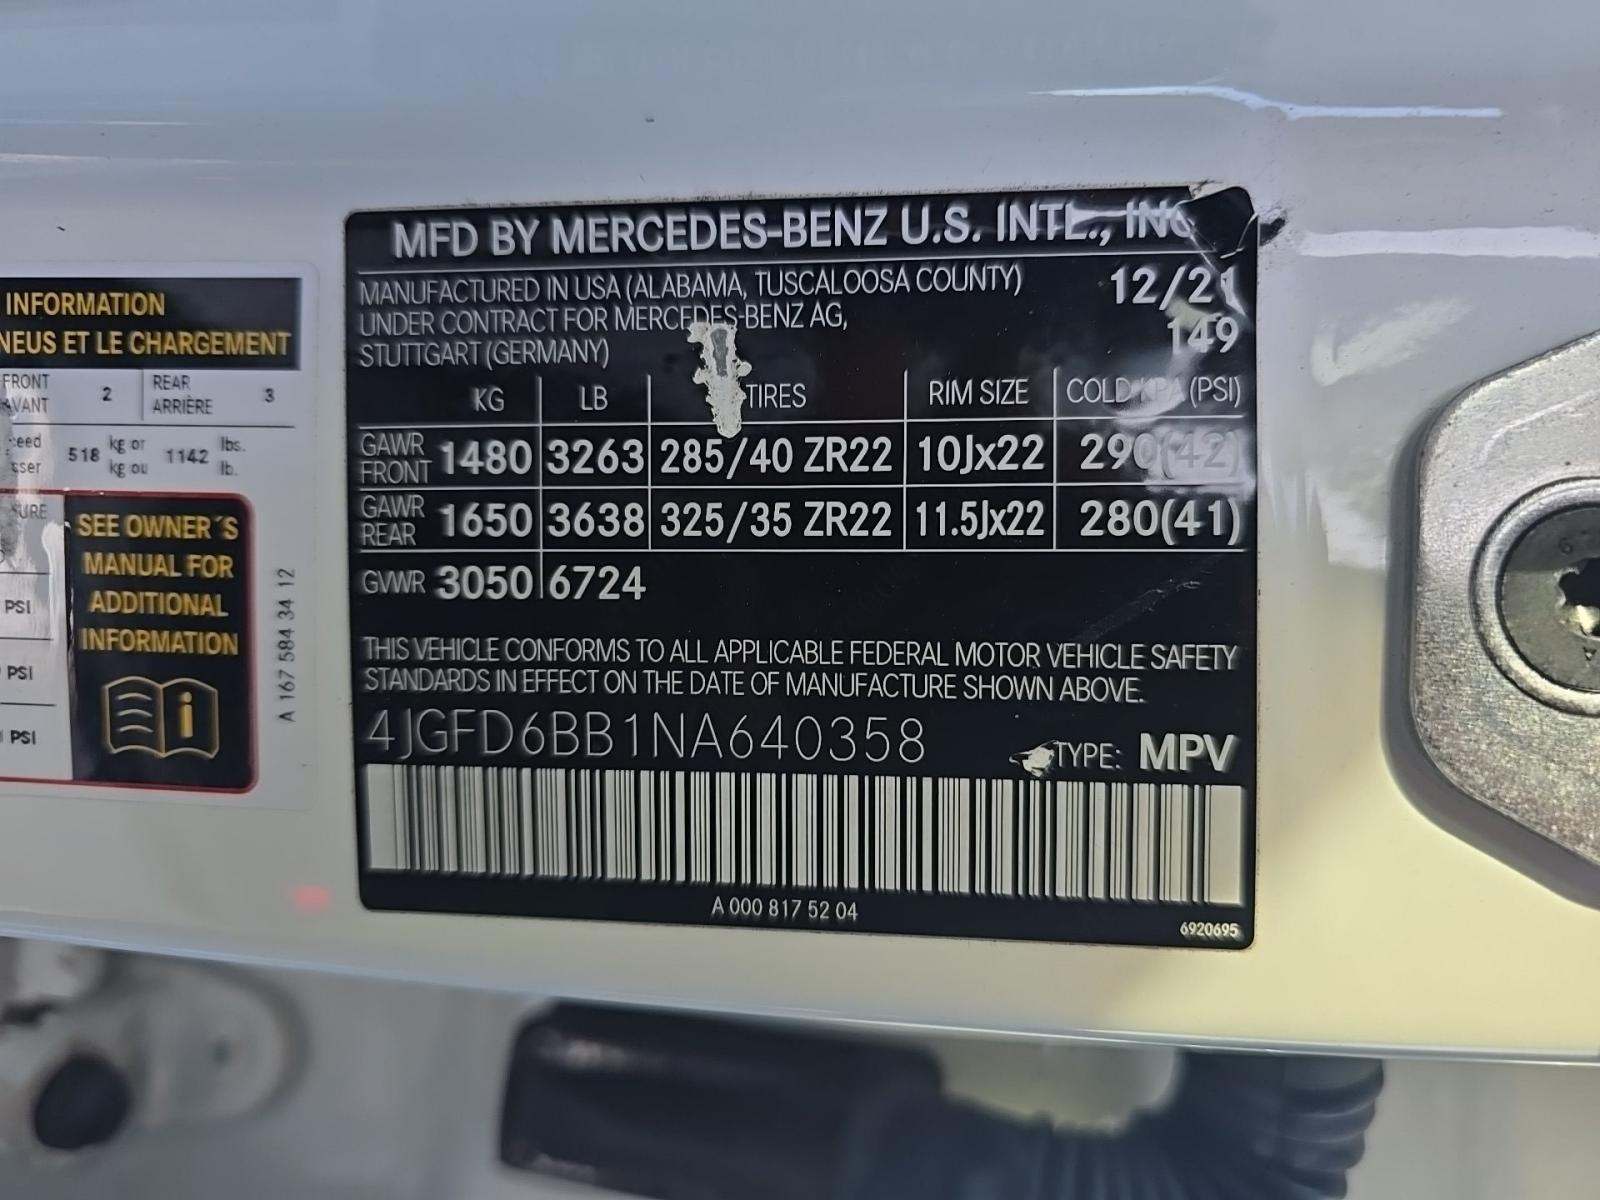 INFORMATION
NEUS ET LE CHARGEMENT
FRONT 2 REAR 3
AVANT ARRIÈRE
518 kg or 1142 lbs.
kg ou lb.
PSI
PSI
PSI
SEE OWNER´S
MANUAL FOR
ADDITIONAL
INFORMATION
A 167 584 34 12
MFD BY MERCEDES-BENZ U.S. INTL., INC
MANUFACTURED IN USA (ALABAMA, TUSCALOOSA COUNTY) 12/21
UNDER CONTRACT FOR MERCEDES-BENZ AG, 149
STUTTGART (GERMANY)
KG LB TIRES RIM SIZE COLD KPA (PSI)
GAWR FRONT 1480 3263 285/40 ZR22 10Jx22 290(42)
GAWR REAR 1650 3638 325/35 ZR22 11.5Jx22 280(41)
GVWR 3050 6724
THIS VEHICLE CONFORMS TO ALL APPLICABLE FEDERAL MOTOR VEHICLE SAFETY
STANDARDS IN EFFECT ON THE DATE OF MANUFACTURE SHOWN ABOVE.
4JGFD6BB1NA640358 TYPE: MPV
A 000 817 52 04
6920695